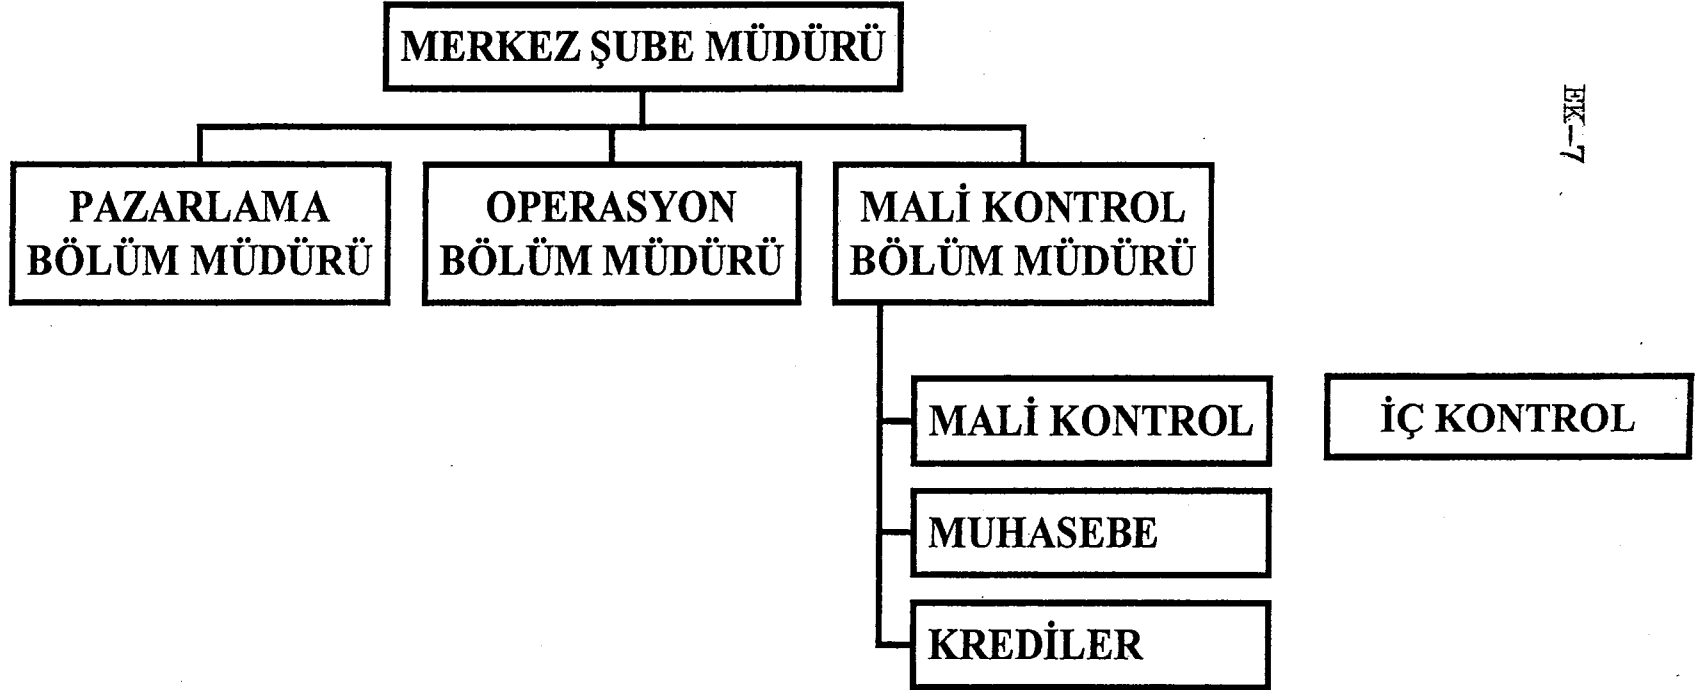 MERKEZ ŞUBE MÜDÜRÜ
EK-7
PAZARLAMA
BÖLÜM MÜDÜRÜ
OPERASYON
BÖLÜM MÜDÜRÜ
MALİ KONTROL
BÖLÜM MÜDÜRÜ
MALİ KONTROL
İÇ KONTROL
MUHASEBE
KREDİLER